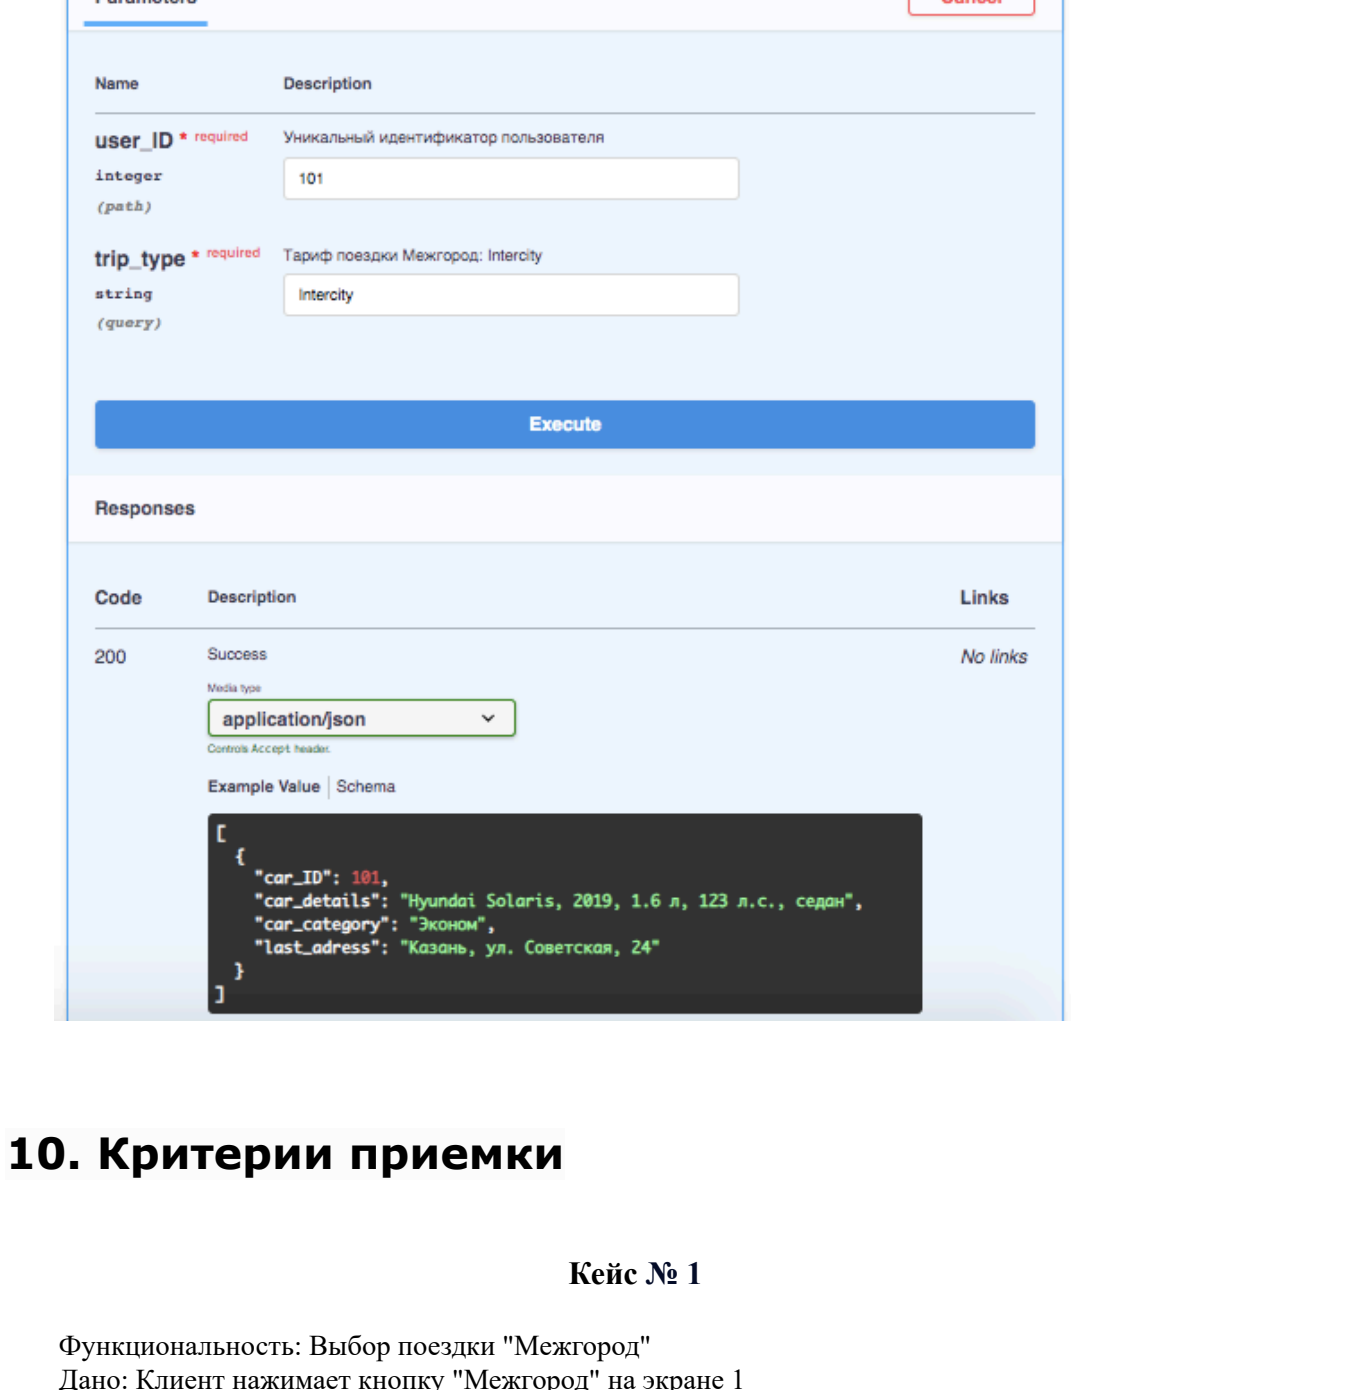 Parameters
Cancel
Name Description
user_ID * required Уникальный идентификатор пользователя
integer
(path)
101
trip_type * required Тариф поездки Межгород: Intercity
string
(query)
Intercity
Execute
Responses
Code Description Links
200 Success No links
Media type
application/json
Controls Accept header.
Example Value | Schema
[
{
"car_ID": 101,
"car_details": "Hyundai Solaris, 2019, 1.6 л, 123 л.с., седан",
"car_category": "Эконом",
"last_adress": "Казань, ул. Советская, 24"
}
]
10. Критерии приемки
Кейс № 1
Функциональность: Выбор поездки "Межгород"
Дано: Клиент нажимает кнопку "Межгород" на экране 1